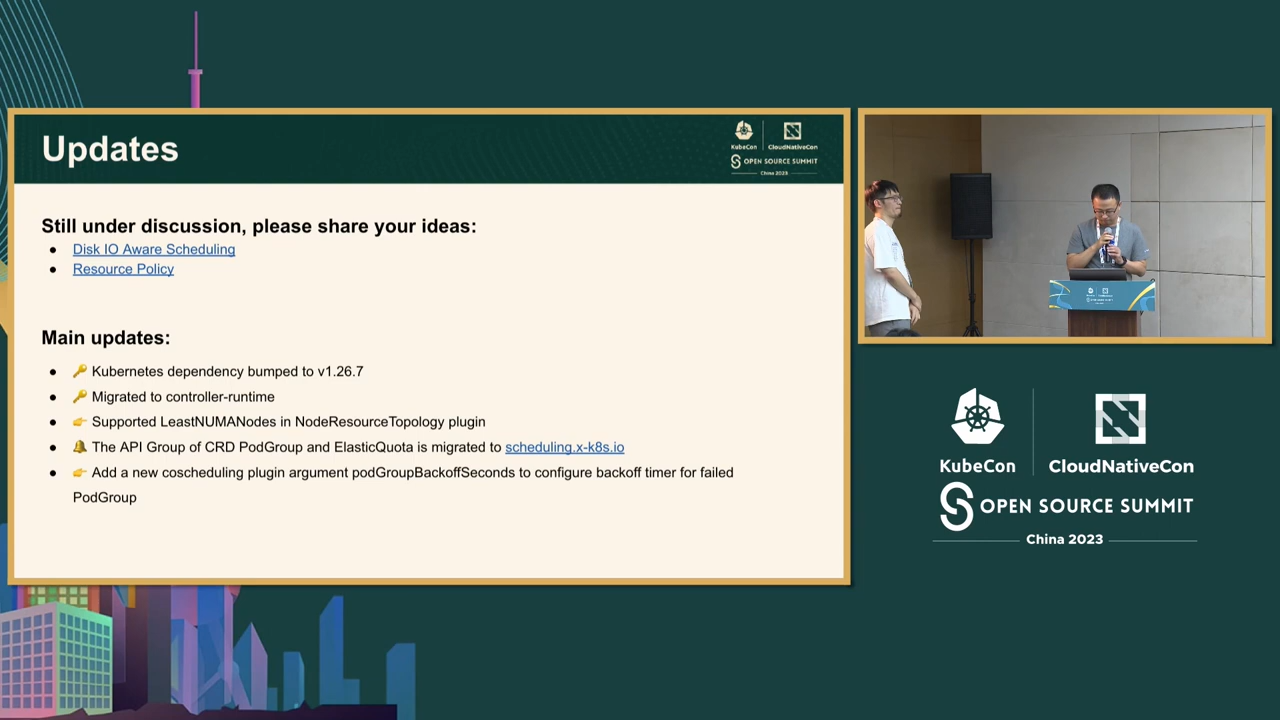 Updates
KubeCon
CloudNativeCon
OPEN SOURCE SUMMIT
China 2023
Still under discussion, please share your ideas:
● Disk IO Aware Scheduling
● Resource Policy
Main updates:
● 🔑 Kubernetes dependency bumped to v1.26.7
● 🔑 Migrated to controller-runtime
● 👉 Supported LeastNUMANodes in NodeResourceTopology plugin
● 🔔 The API Group of CRD PodGroup and ElasticQuota is migrated to scheduling.x-k8s.io
● 👉 Add a new coscheduling plugin argument podGroupBackoffSeconds to configure backoff timer for failed
PodGroup
KubeCon
CloudNativeCon
OPEN SOURCE SUMMIT
China 2023